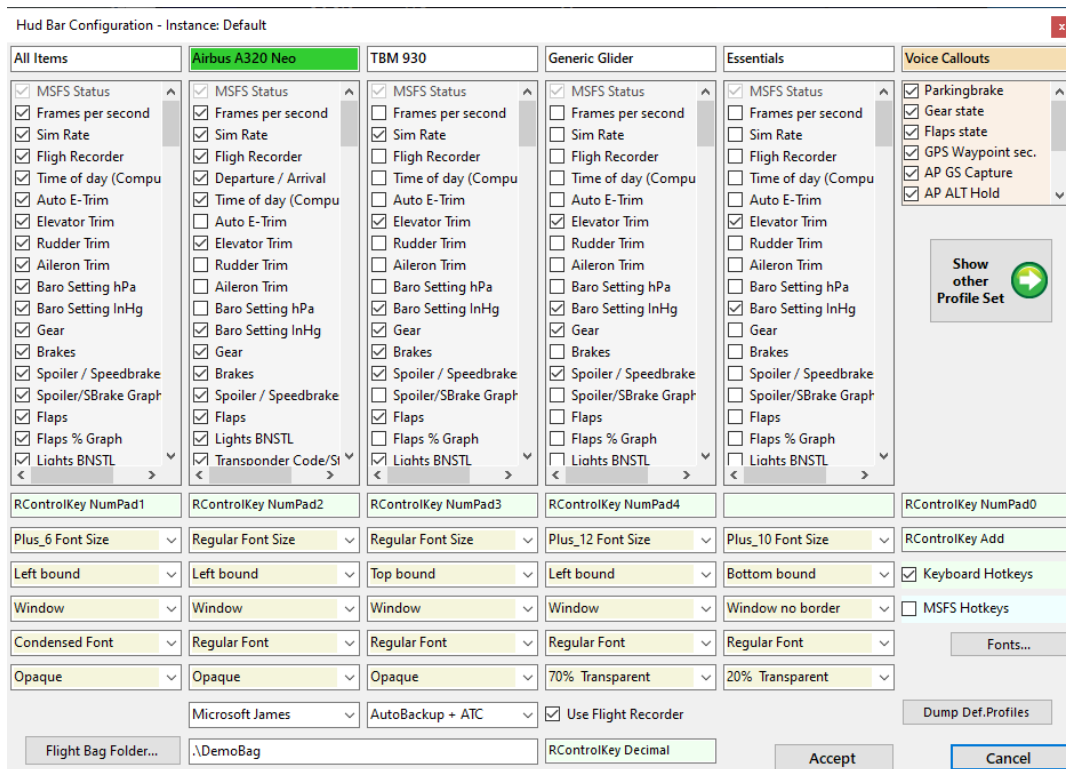 Hud Bar Configuration - Instance: Default
x
All Items
Airbus A320 Neo
TBM 930
Generic Glider
Essentials
Voice Callouts
MSFS Status
Frames per second
Sim Rate
Fligh Recorder
Time of day (Compu
Auto E-Trim
Elevator Trim
Rudder Trim
Aileron Trim
Baro Setting hPa
Baro Setting InHg
Gear
Brakes
Spoiler / Speedbrake
Spoiler/SBrake Graph
Flaps
Flaps % Graph
Lights BNSTL
MSFS Status
Frames per second
Sim Rate
Fligh Recorder
Departure / Arrival
Time of day (Compu
Auto E-Trim
Elevator Trim
Rudder Trim
Aileron Trim
Baro Setting hPa
Baro Setting InHg
Gear
Brakes
Spoiler / Speedbrake
Flaps
Lights BNSTL
Transponder Code/St
MSFS Status
Frames per second
Sim Rate
Fligh Recorder
Time of day (Compu
Auto E-Trim
Elevator Trim
Rudder Trim
Aileron Trim
Baro Setting hPa
Baro Setting InHg
Gear
Brakes
Spoiler / Speedbrake
Spoiler/SBrake Graph
Flaps
Flaps % Graph
Lights BNSTL
MSFS Status
Frames per second
Sim Rate
Fligh Recorder
Time of day (Compu
Auto E-Trim
Elevator Trim
Rudder Trim
Aileron Trim
Baro Setting hPa
Baro Setting InHg
Gear
Brakes
Spoiler / Speedbrake
Spoiler/SBrake Graph
Flaps
Flaps % Graph
Lights BNSTL
MSFS Status
Frames per second
Sim Rate
Fligh Recorder
Time of day (Compu
Auto E-Trim
Elevator Trim
Rudder Trim
Aileron Trim
Baro Setting hPa
Baro Setting InHg
Gear
Brakes
Spoiler / Speedbrake
Spoiler/SBrake Graph
Flaps
Flaps % Graph
Lights BNSTL
Parkingbrake
Gear state
Flaps state
GPS Waypoint sec.
AP GS Capture
AP ALT Hold
Show
other
Profile Set
RControlKey NumPad1
RControlKey NumPad2
RControlKey NumPad3
RControlKey NumPad4
RControlKey NumPad0
Plus_6 Font Size
Regular Font Size
Regular Font Size
Plus_12 Font Size
Plus_10 Font Size
RControlKey Add
Left bound
Left bound
Top bound
Left bound
Bottom bound
Keyboard Hotkeys
Window
Window
Window
Window
Window no border
MSFS Hotkeys
Condensed Font
Regular Font
Regular Font
Regular Font
Regular Font
Fonts...
Opaque
Opaque
Opaque
70% Transparent
20% Transparent
Microsoft James
AutoBackup + ATC
Use Flight Recorder
Dump Def.Profiles
Flight Bag Folder...
.\DemoBag
RControlKey Decimal
Accept
Cancel